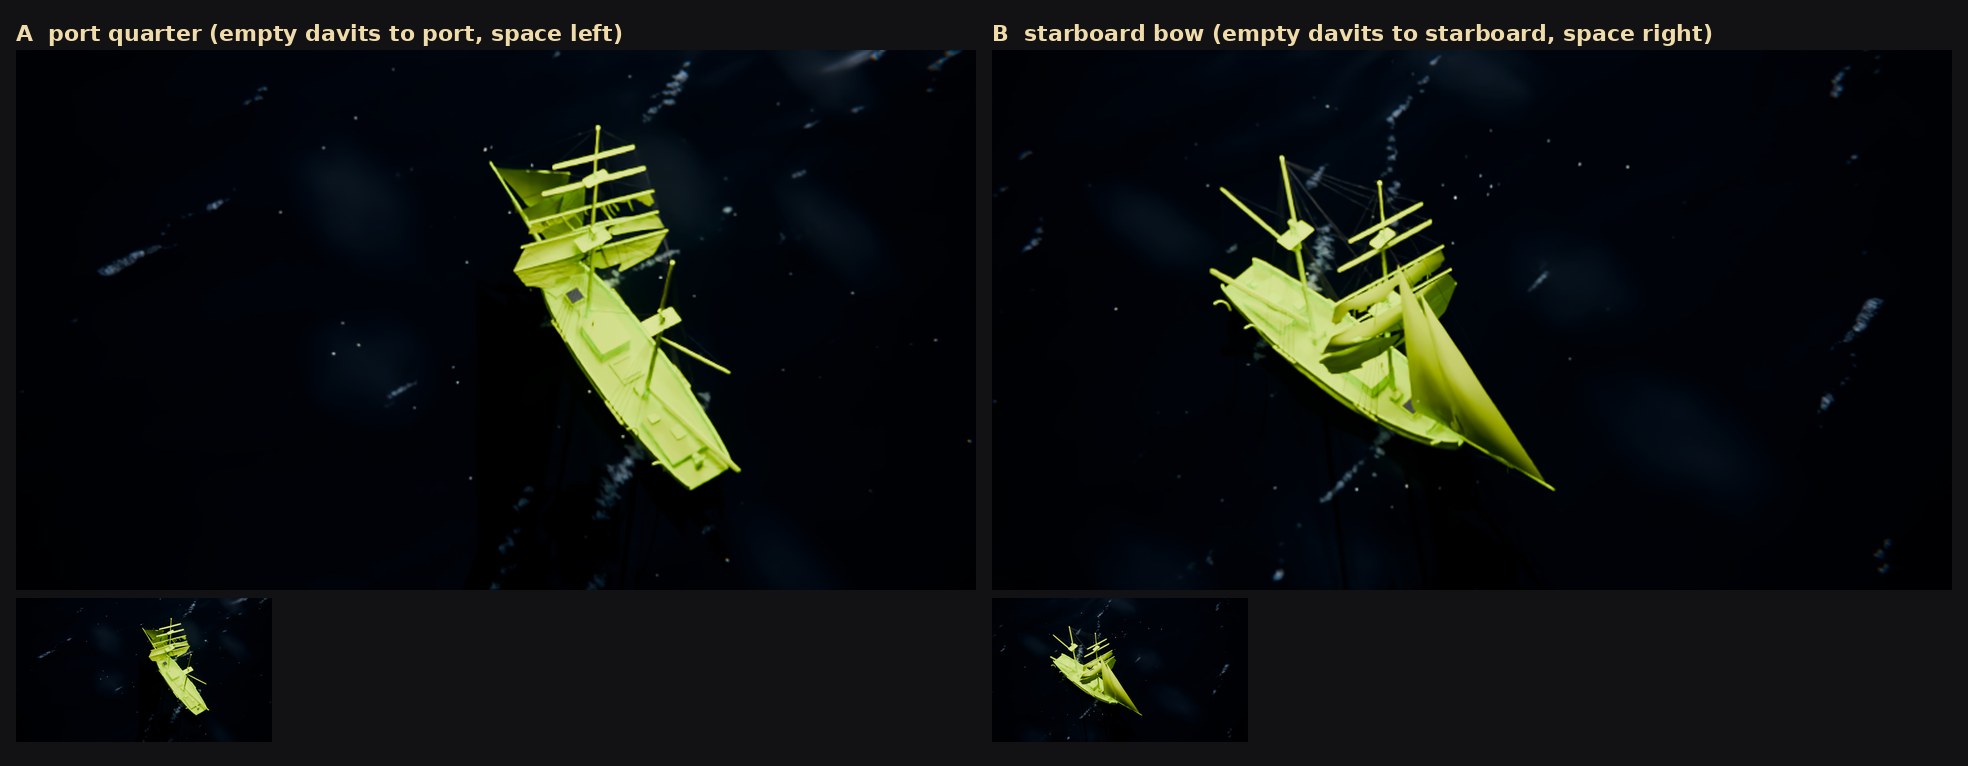 A  port quarter (empty davits to port, space left)
B  starboard bow (empty davits to starboard, space right)